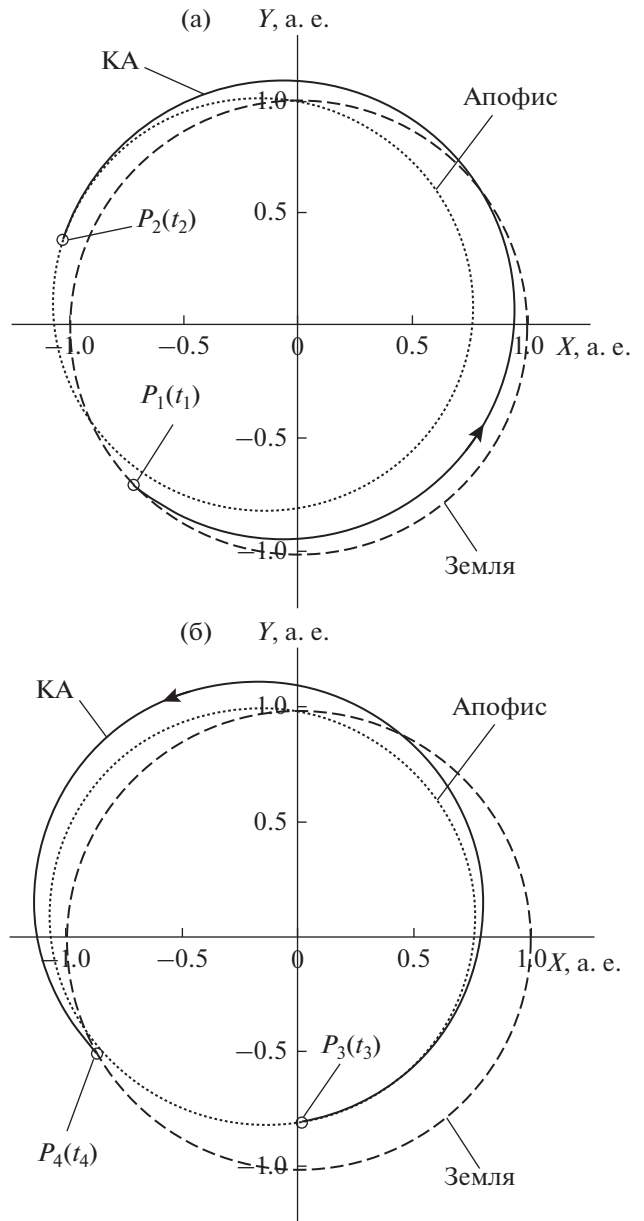 (а)
Y, а. е.
КА
1.0
Апофис
0.5
P₂(t₂)
−1.0
−0.5
0
0.5
1.0
X, а. е.
P₁(t₁)
−0.5
−1.0
Земля
(б)
Y, а. е.
КА
1.0
Апофис
0.5
−1.0
−0.5
0
0.5
1.0
X, а. е.
−0.5
P₃(t₃)
P₄(t₄)
−1.0
Земля